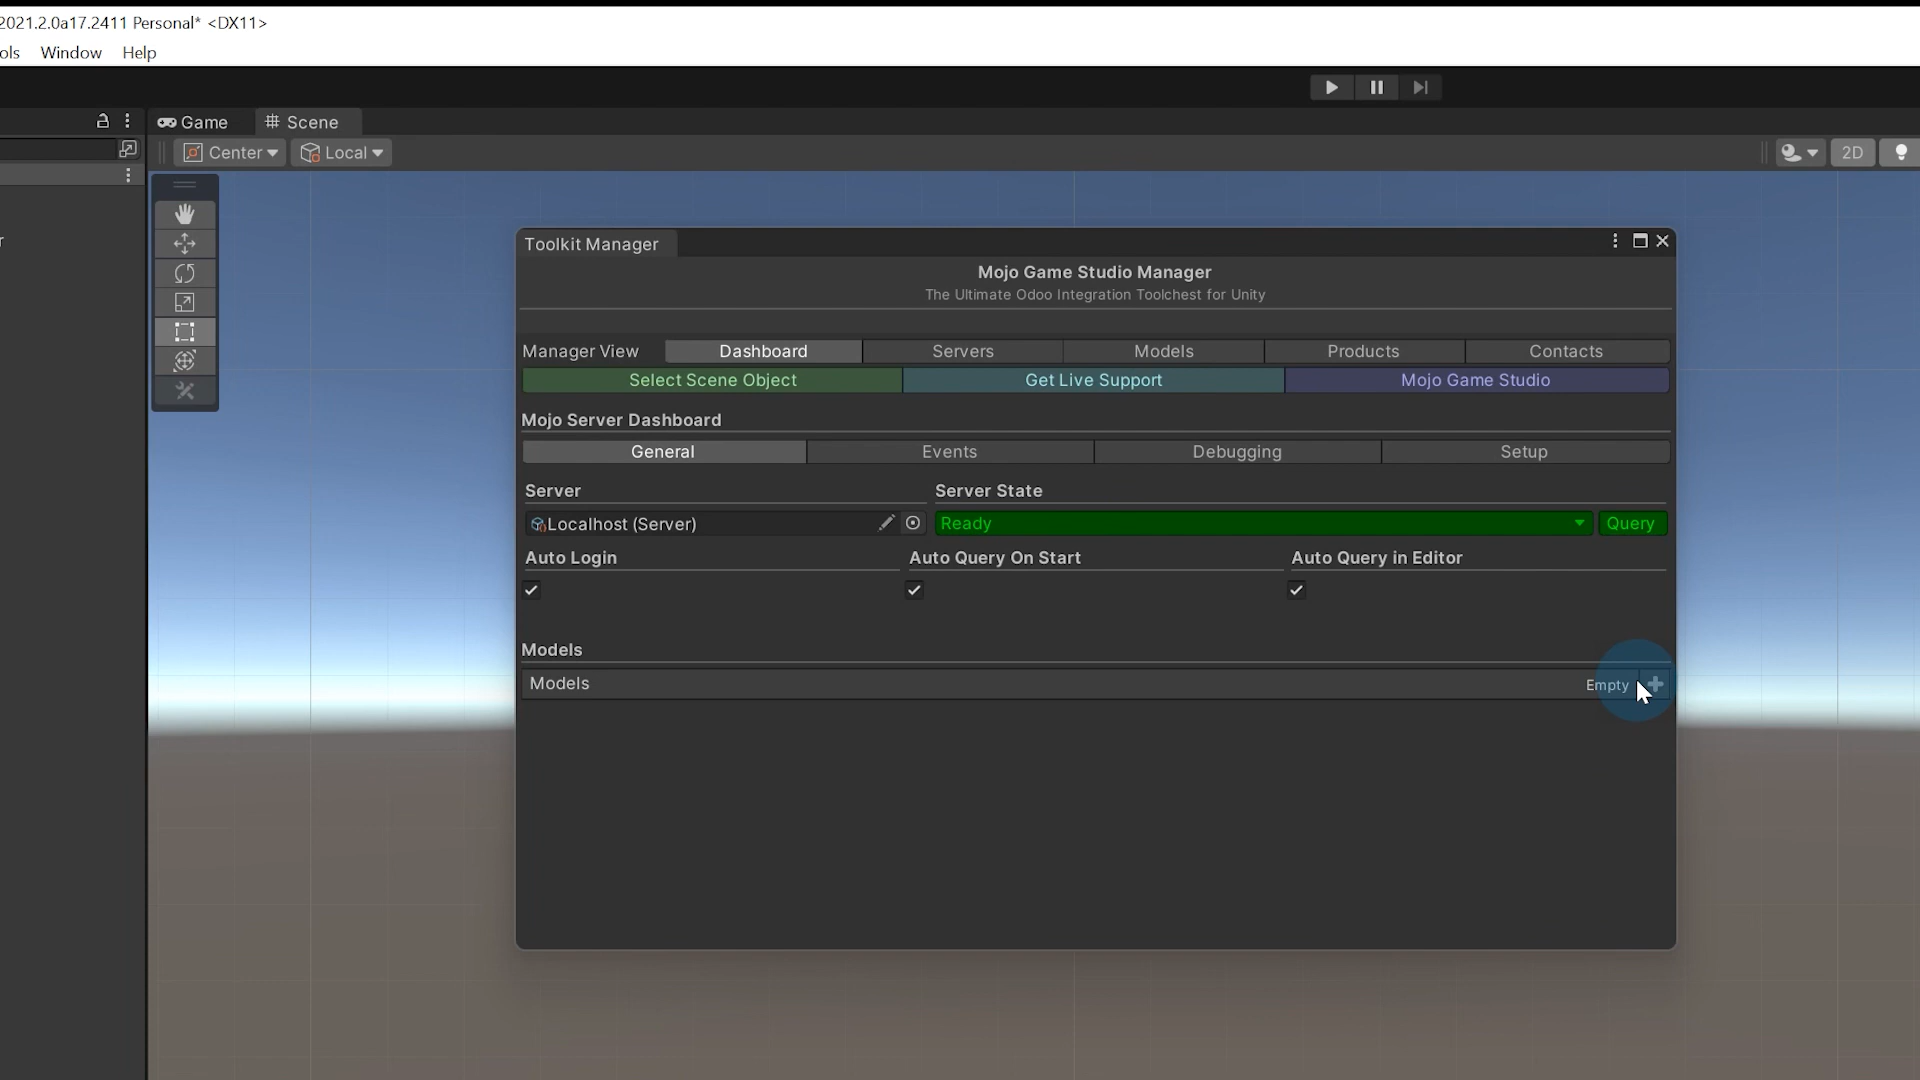 2021.2.0a17.2411 Personal* <DX11>
ols Window Help
Game Scene
Center Local 2D
r
Toolkit Manager
Mojo Game Studio Manager
The Ultimate Odoo Integration Toolchest for Unity
Manager View Dashboard Servers Models Products Contacts
Select Scene Object Get Live Support Mojo Game Studio
Mojo Server Dashboard
General Events Debugging Setup
Server Server State
Localhost (Server) Ready Query
Auto Login Auto Query On Start Auto Query in Editor
Models
Models Empty